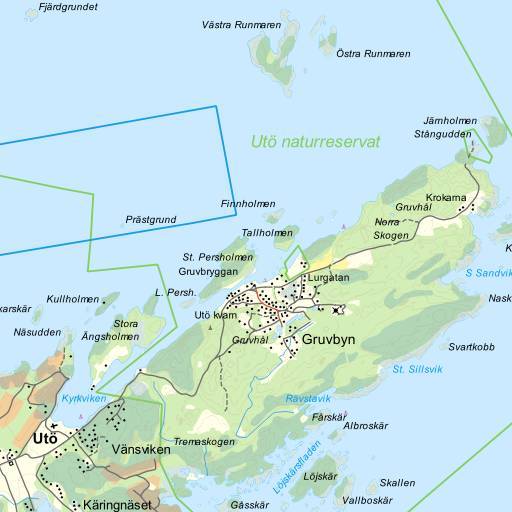 Fjärdgrundet
Västra Runmaren
Östra Runmaren
Järnholmen
Stångudden
Utö naturreservat
Krokarna
Gruvhål
Finnholmen
Prästgrund
Norra
Skogen
Tallholmen
St. Persholmen
Gruvbryggan
S Sandvik
Lurgatan
L. Persh.
Kullholmen
Nask
karskär
Utö kvarn
Stora
Ängsholmen
Näsudden
Gruvhål
Gruvbyn
Svartkobb
St. Sillsvik
Kyrkviken
Rävstavik
Fårskär
Albroskär
Utö
Tremaskogen
Vänsviken
Löjskärsfladen
Löjskär
Skallen
Käringnäset
Gåsskär
Vallboskär